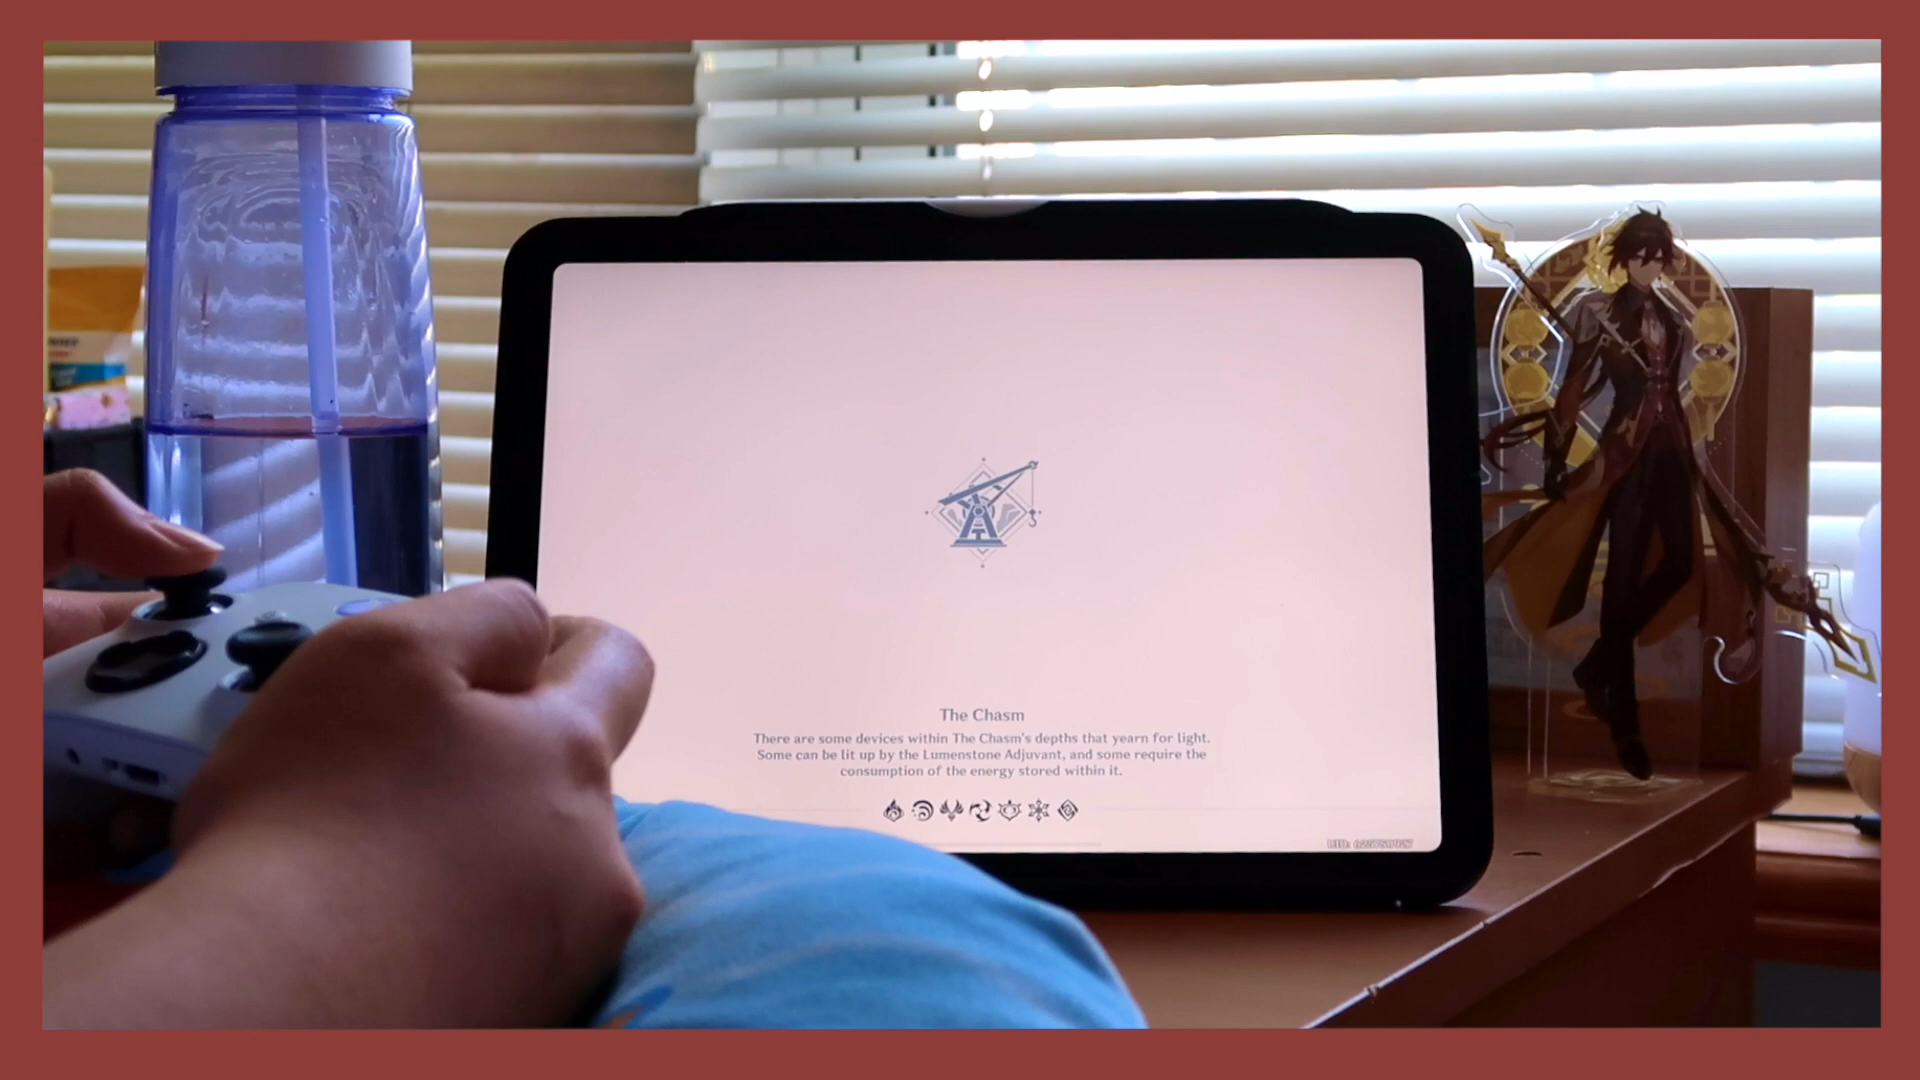 The Chasm
There are some devices within The Chasm's depths that yearn for light.
Some can be lit up by the Lumenstone Adjuvant, and some require the
consumption of the energy stored within it.
UID: